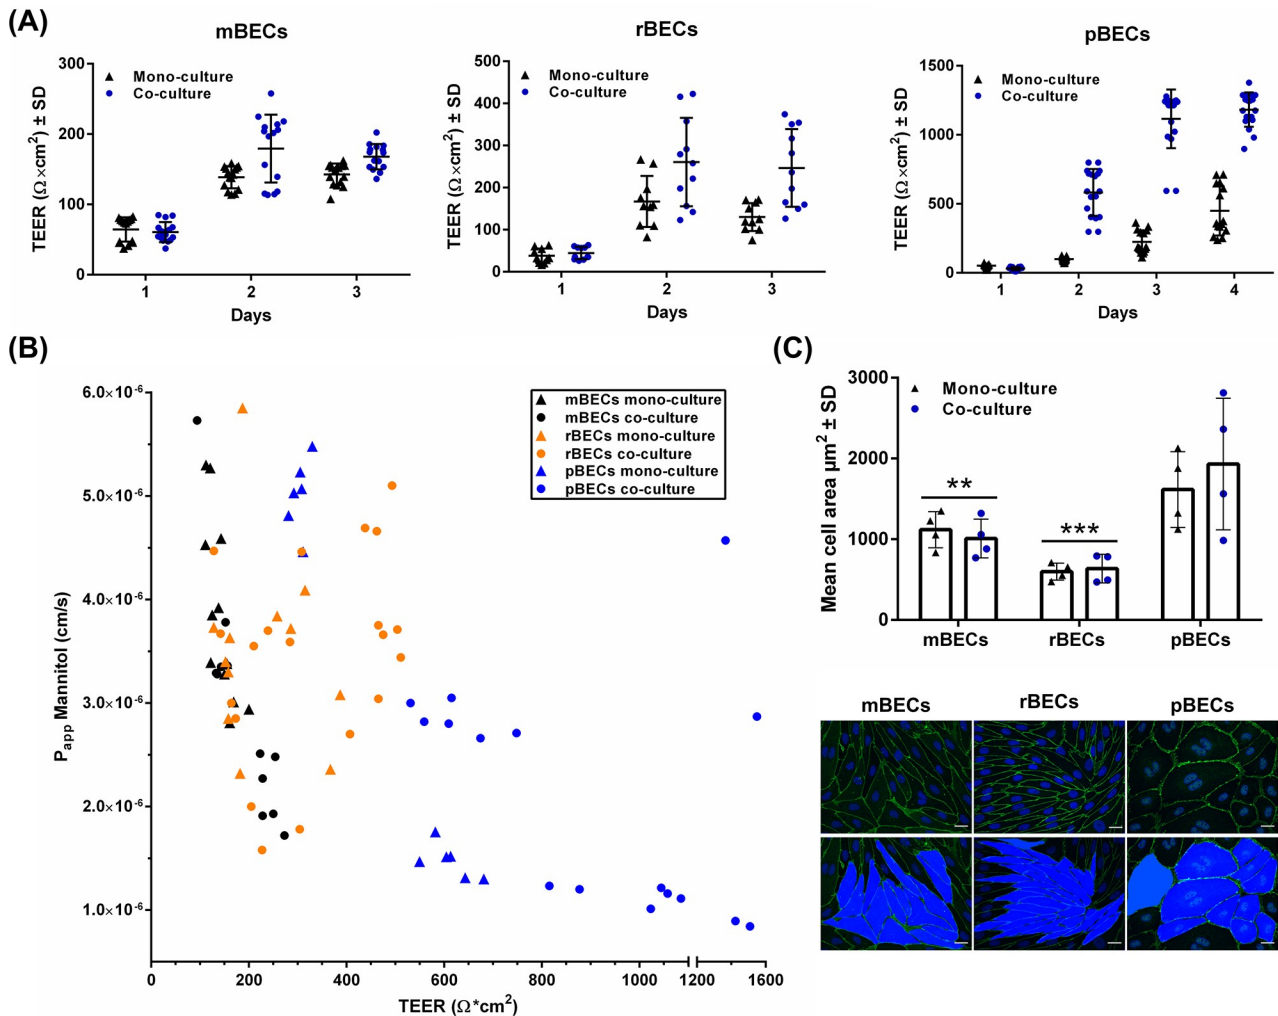 (A)
mBECs
TEER (Ω×cm²) ± SD
300
200
100
0
▲ Mono-culture
● Co-culture
1 2 3
Days
rBECs
TEER (Ω×cm²) ± SD
500
400
300
200
100
0
▲ Mono-culture
● Co-culture
1 2 3
Days
pBECs
TEER (Ω×cm²) ± SD
1500
1000
500
0
▲ Mono-culture
● Co-culture
1 2 3 4
Days
(B)
Papp Mannitol (cm/s)
6.0×10⁻⁶
5.0×10⁻⁶
4.0×10⁻⁶
3.0×10⁻⁶
2.0×10⁻⁶
1.0×10⁻⁶
▲ mBECs mono-culture
● mBECs co-culture
▲ rBECs mono-culture
● rBECs co-culture
▲ pBECs mono-culture
● pBECs co-culture
0 200 400 600 800 1000 1200 1600
TEER (Ω*cm²)
(C)
Mean cell area µm² ± SD
3000
2000
1000
0
▲ Mono-culture
● Co-culture
**
***
mBECs rBECs pBECs
mBECs rBECs pBECs